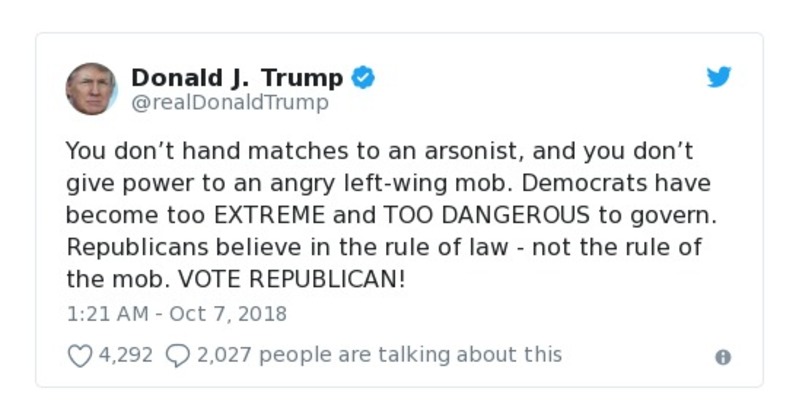 Donald J. Trump
@realDonaldTrump
You don’t hand matches to an arsonist, and you don’t
give power to an angry left-wing mob. Democrats have
become too EXTREME and TOO DANGEROUS to govern.
Republicans believe in the rule of law - not the rule of
the mob. VOTE REPUBLICAN!
1:21 AM - Oct 7, 2018
4,292 2,027 people are talking about this